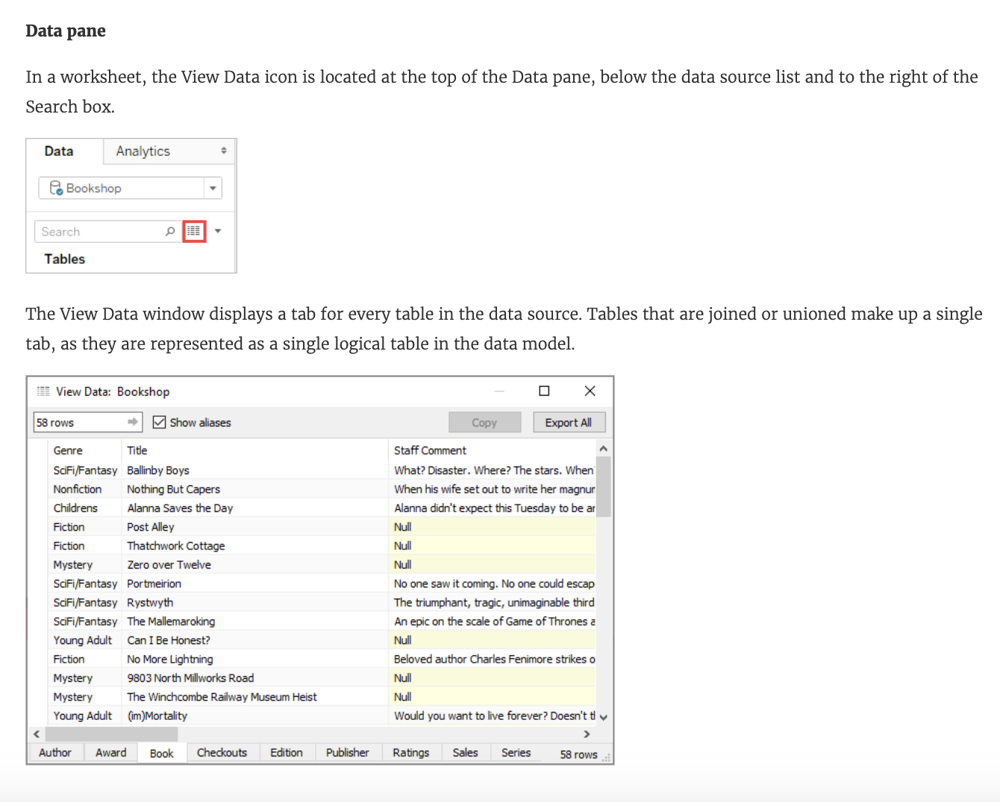 Data pane
In a worksheet, the View Data icon is located at the top of the Data pane, below the data source list and to the right of the
Search box.
Data Analytics
Bookshop
Search
Tables
The View Data window displays a tab for every table in the data source. Tables that are joined or unioned make up a single
tab, as they are represented as a single logical table in the data model.
View Data: Bookshop
58 rows Show aliases Copy Export All
Genre Title Staff Comment
SciFi/Fantasy Ballinby Boys What? Disaster. Where? The stars. When
Nonfiction Nothing But Capers When his wife set out to write her magnum
Childrens Alanna Saves the Day Alanna didn't expect this Tuesday to be
Fiction Post Alley Null
Fiction Thatchwork Cottage Null
Mystery Zero over Twelve Null
SciFi/Fantasy Portmeirion No one saw it coming. No one could escap
SciFi/Fantasy Rystwyth The triumphant, tragic, unimaginable third
SciFi/Fantasy The Mallemaroking An epic on the scale of Game of Thrones a
Young Adult Can I Be Honest? Null
Fiction No More Lightning Beloved author Charles Fenimore strikes o
Mystery 9803 North Millworks Road Null
Mystery The Winchcombe Railway Museum Heist Null
Young Adult (im)Mortality Would you want to live forever? Doesn't
Author Award Book Checkouts Edition Publisher Ratings Sales Series 58 rows